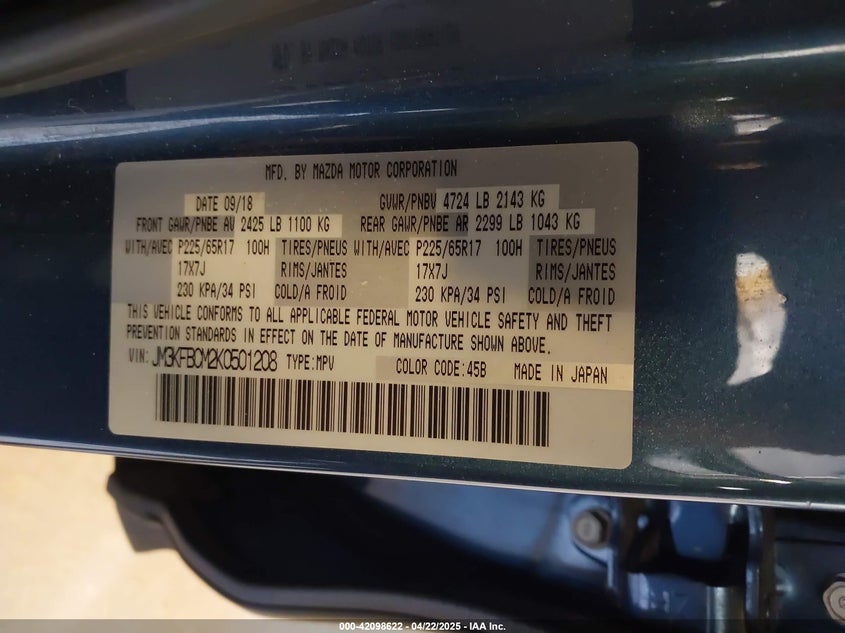 MFD. BY MAZDA MOTOR CORPORATION
DATE 09/18 GVWR/PNBV 4724 LB 2143 KG
FRONT GAWR/PNBE AV 2425 LB 1100 KG REAR GAWR/PNBE AR 2299 LB 1043 KG
WITH/AVEC P225/65R17 100H TIRES/PNEUS WITH/AVEC P225/65R17 100H TIRES/PNEUS
17X7J RIMS/JANTES 17X7J RIMS/JANTES
230 KPA/34 PSI COLD/A FROID 230 KPA/34 PSI COLD/A FROID
THIS VEHICLE CONFORMS TO ALL APPLICABLE FEDERAL MOTOR VEHICLE SAFETY AND THEFT
PREVENTION STANDARDS IN EFFECT ON THE DATE OF MANUFACTURE SHOWN ABOVE.
VIN: JM3KFBCM2K0501208 TYPE:MPV COLOR CODE:45B MADE IN JAPAN
000-42098622 - 04/22/2025 - IAA Inc.